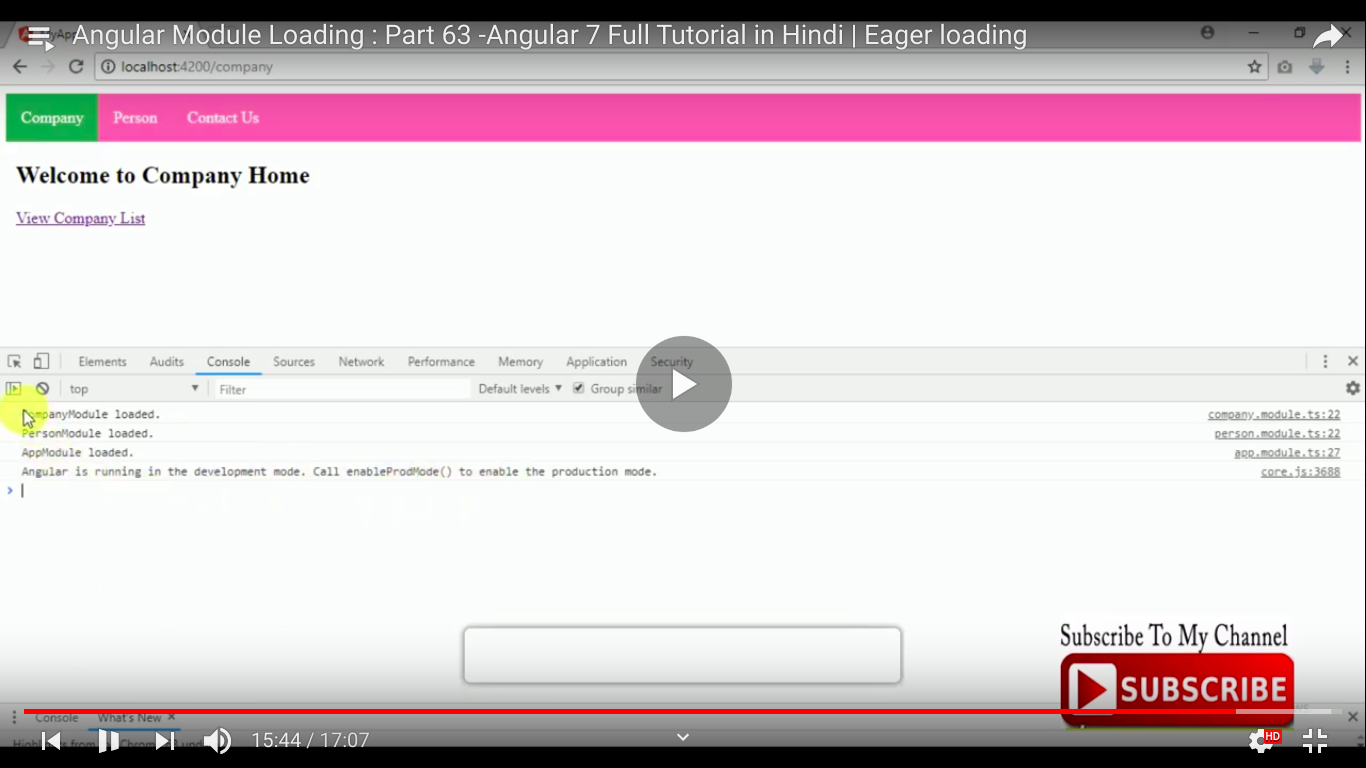 Angular Module Loading : Part 63 -Angular 7 Full Tutorial in Hindi | Eager loading
localhost:4200/company
Company Person Contact Us
Welcome to Company Home
View Company List
Elements Audits Console Sources Network Performance Memory Application Security
top Filter Default levels Group similar
CompanyModule loaded. company.module.ts:22
PersonModule loaded. person.module.ts:22
AppModule loaded. app.module.ts:27
Angular is running in the development mode. Call enableProdMode() to enable the production mode. core.js:3688
Subscribe To My Channel
SUBSCRIBE
Console What's New
15:44 / 17:07
HD